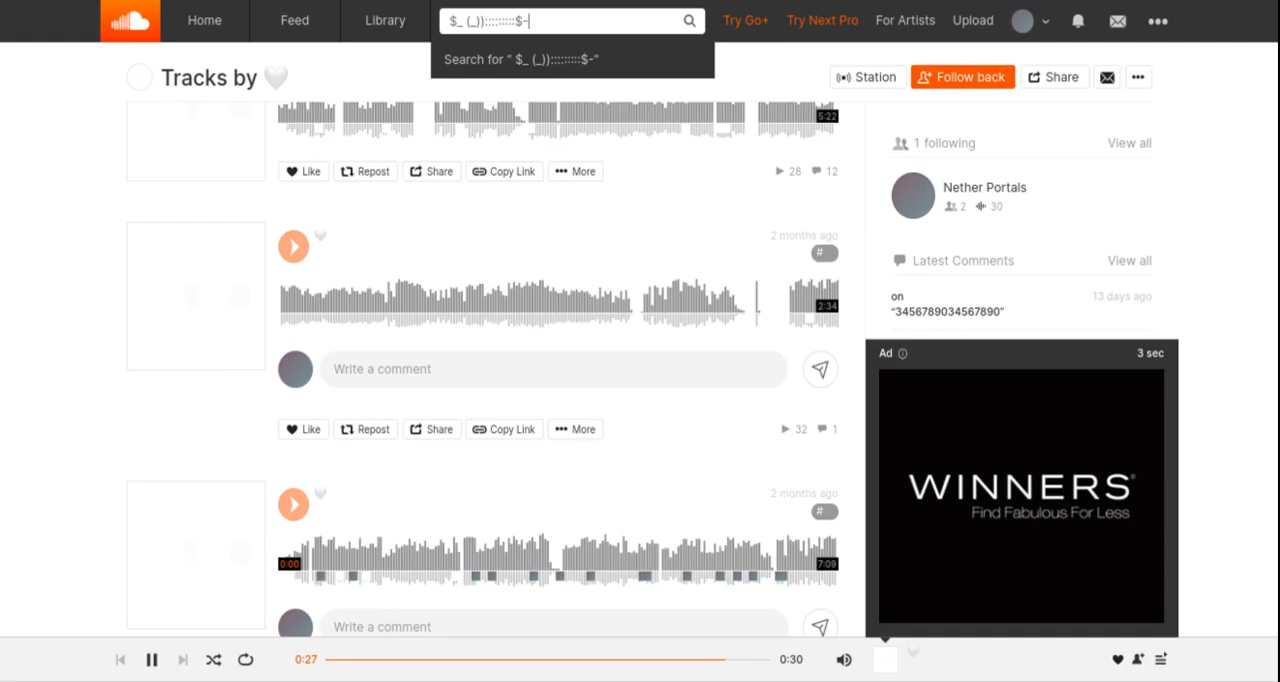 Home Feed Library $_ (_)):::::::::$- Try Go+ Try Next Pro For Artists Upload
Search for " $_ (_)):::::::::$-"
Tracks by 🤍 Station Follow back Share
5:22
Like Repost Share Copy Link More 28 12
1 following View all
Nether Portals
2 30
🤍 2 months ago
#
2:34
Latest Comments View all
on 13 days ago
"3456789034567890"
Write a comment
Like Repost Share Copy Link More 32 1
Ad 3 sec
WINNERS®
Find Fabulous For Less
🤍 2 months ago
#
0:00 7:09
Write a comment
0:27 0:30 🤍